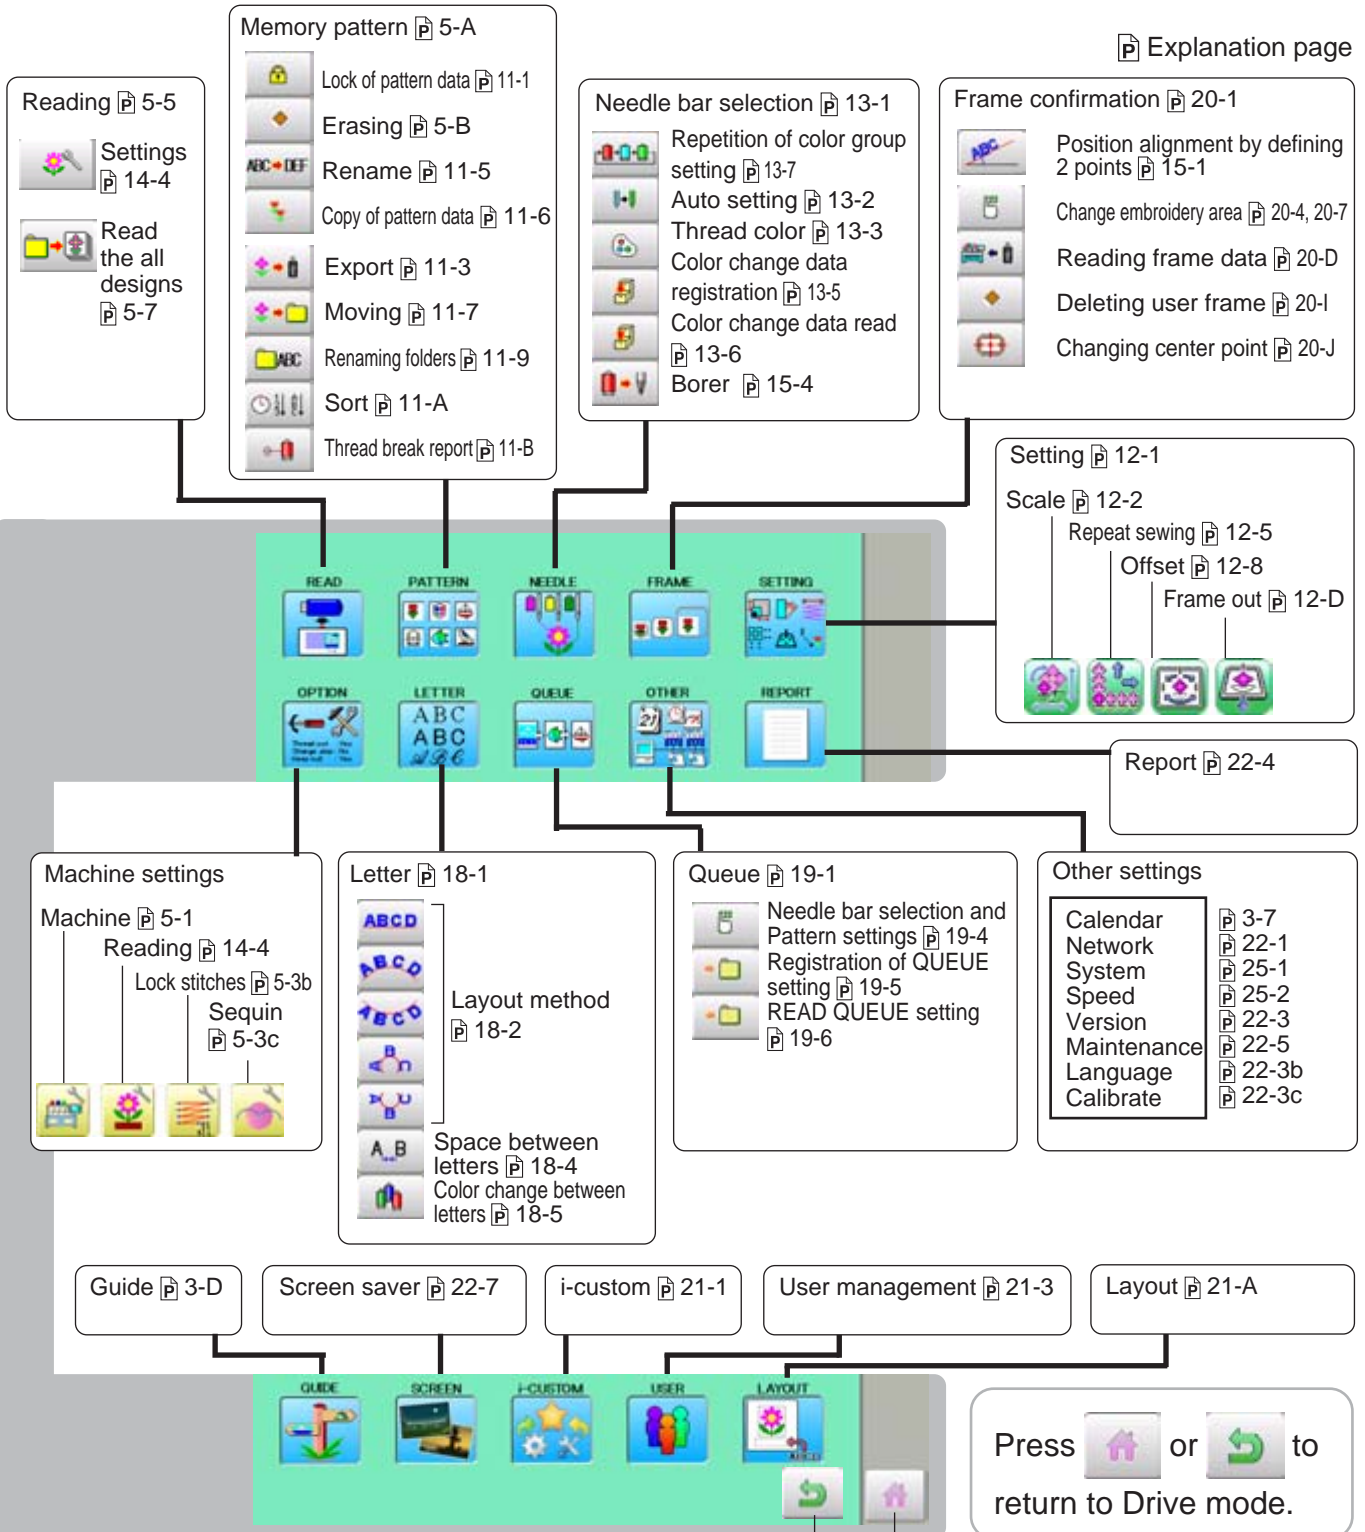 P Explanation page
Memory pattern P 5-A
Lock of pattern data P 11-1
Erasing P 5-B
ABC DEF
Rename P 11-5
Copy of pattern data P 11-6
Export P 11-3
Moving P 11-7
ABC
Renaming folders P 11-9
Sort P 11-A
Thread break report P 11-B
Reading P 5-5
Settings
P 14-4
Read
the all
designs
P 5-7
Needle bar selection P 13-1
Repetition of color group
setting P 13-7
Auto setting P 13-2
Thread color P 13-3
Color change data
registration P 13-5
Color change data read
P 13-6
Borer P 15-4
Frame confirmation P 20-1
ABC
Position alignment by defining
2 points P 15-1
Change embroidery area P 20-4, 20-7
Reading frame data P 20-D
Deleting user frame P 20-I
Changing center point P 20-J
Setting P 12-1
Scale P 12-2
Repeat sewing P 12-5
Offset P 12-8
Frame out P 12-D
READ
PATTERN
NEEDLE
FRAME
SETTING
OPTION
LETTER
QUEUE
OTHER
REPORT
ABC
ABC
ABC
21
Report P 22-4
Machine settings
Machine P 5-1
Reading P 14-4
Lock stitches P 5-3b
Sequin
P 5-3c
Letter P 18-1
ABCD
ABCD
ABCD
ABC
ABC
Layout method
P 18-2
A B
Space between
letters P 18-4
Color change between
letters P 18-5
Queue P 19-1
Needle bar selection and
Pattern settings P 19-4
Registration of QUEUE
setting P 19-5
READ QUEUE setting
P 19-6
Other settings
Calendar P 3-7
Network P 22-1
System P 25-1
Speed P 25-2
Version P 22-3
Maintenance P 22-5
Language P 22-3b
Calibrate P 22-3c
Guide P 3-D
Screen saver P 22-7
i-custom P 21-1
User management P 21-3
Layout P 21-A
GUIDE
SCREEN
i-CUSTOM
USER
LAYOUT
Press or to
return to Drive mode.